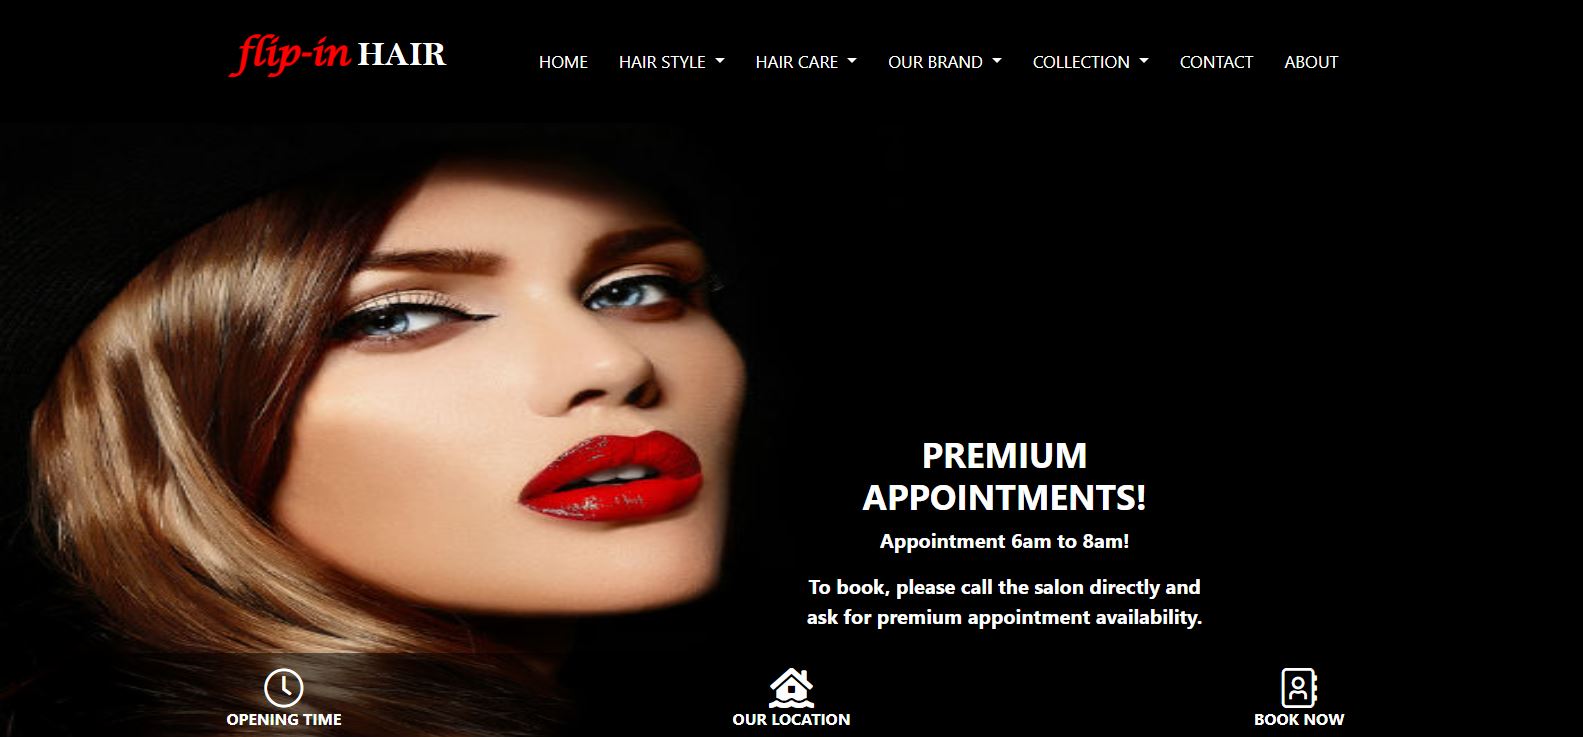 flip-in HAIR
HOME HAIR STYLE HAIR CARE OUR BRAND COLLECTION CONTACT ABOUT
PREMIUM
APPOINTMENTS!
Appointment 6am to 8am!
To book, please call the salon directly and
ask for premium appointment availability.
OPENING TIME OUR LOCATION BOOK NOW